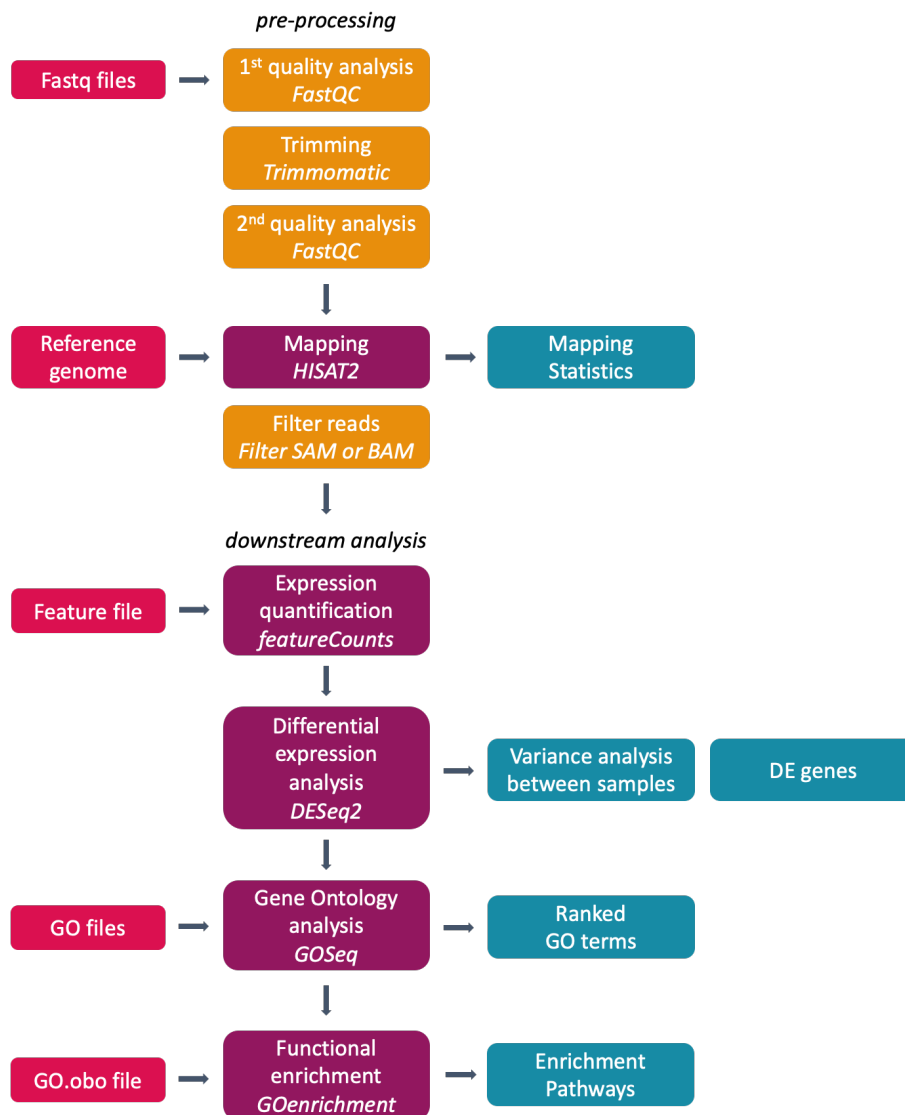 pre-processing
Fastq files
1st quality analysis
FastQC
Trimming
Trimmomatic
2nd quality analysis
FastQC
Reference
genome
Mapping
HISAT2
Mapping
Statistics
Filter reads
Filter SAM or BAM
downstream analysis
Feature file
Expression
quantification
featureCounts
Differential
expression
analysis
DESeq2
Variance analysis
between samples
DE genes
GO files
Gene Ontology
analysis
GOSeq
Ranked
GO terms
GO.obo file
Functional
enrichment
GOenrichment
Enrichment
Pathways